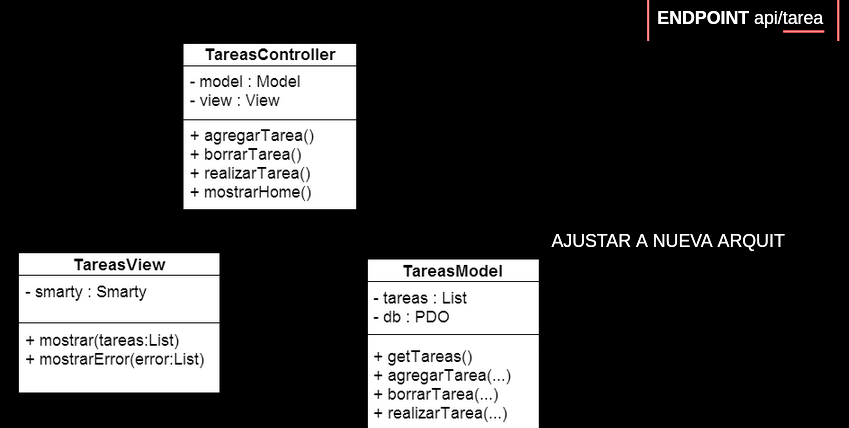 ENDPOINT api/tarea
TareasController
- model : Model
- view : View
+ agregarTarea()
+ borrarTarea()
+ realizarTarea()
+ mostrarHome()
AJUSTAR A NUEVA ARQUIT
TareasView
- smarty : Smarty
+ mostrar(tareas:List)
+ mostrarError(error:List)
TareasModel
- tareas : List
- db : PDO
+ getTareas()
+ agregarTarea(...)
+ borrarTarea(...)
+ realizarTarea(...)